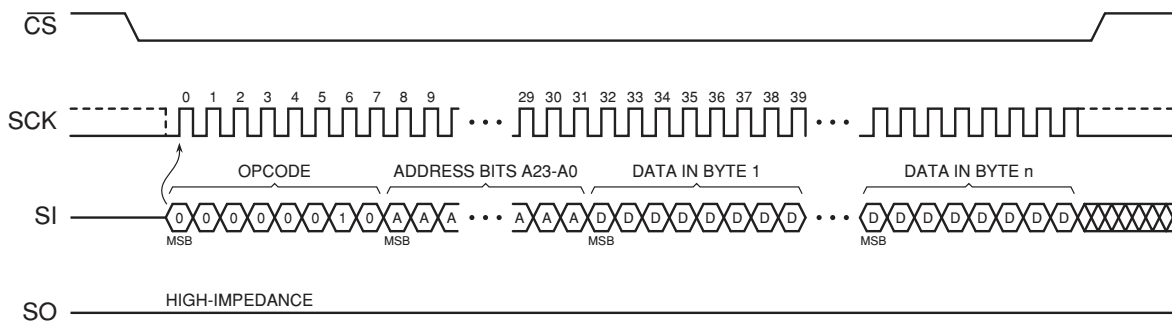 CS
SCK
0 1 2 3 4 5 6 7 8 9 29 30 31 32 33 34 35 36 37 38 39
OPCODE ADDRESS BITS A23-A0 DATA IN BYTE 1 DATA IN BYTE n
SI
0 0 0 0 0 0 1 0 A A A A A A D D D D D D D D D D D D D D D D
MSB MSB MSB MSB
HIGH-IMPEDANCE
SO